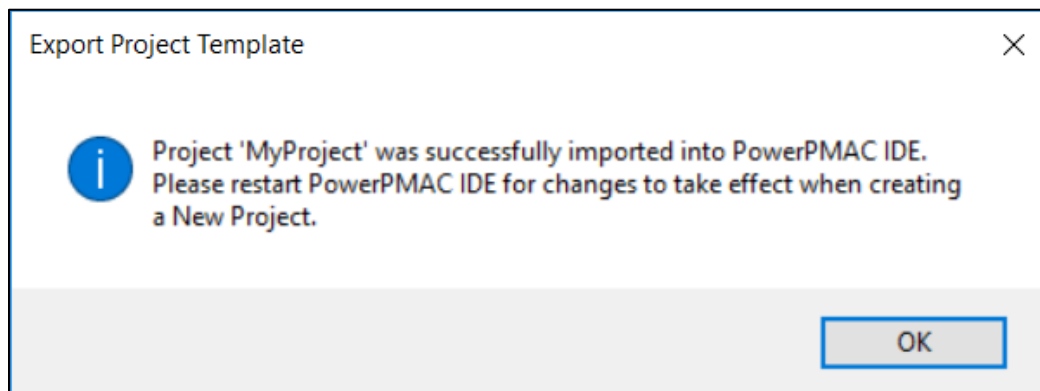 Export Project Template
Project 'MyProject' was successfully imported into PowerPMAC IDE.
Please restart PowerPMAC IDE for changes to take effect when creating
a New Project.
OK